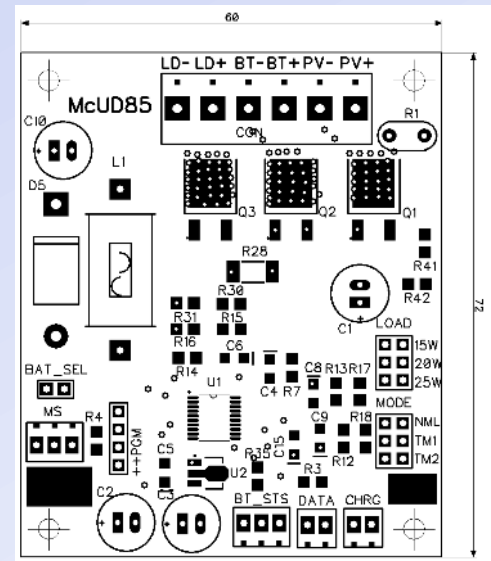 60
LD- LD+ BT- BT+ PV- PV+
McUD85
CON
C10
R1
D5
L1
Q3
Q2
Q1
R28
R41
R42
72
R30
C1
R31
R15
LOAD
R16
15W
20W
25W
C6
R14
C4
R7
C8
R13
R17
BAT_SEL
U1
MODE
MS
R4
++PGM
C9
R18
NML
TM1
TM2
C5
R12
U2
R3
C2
C3
BT_STS
DATA
CHRG